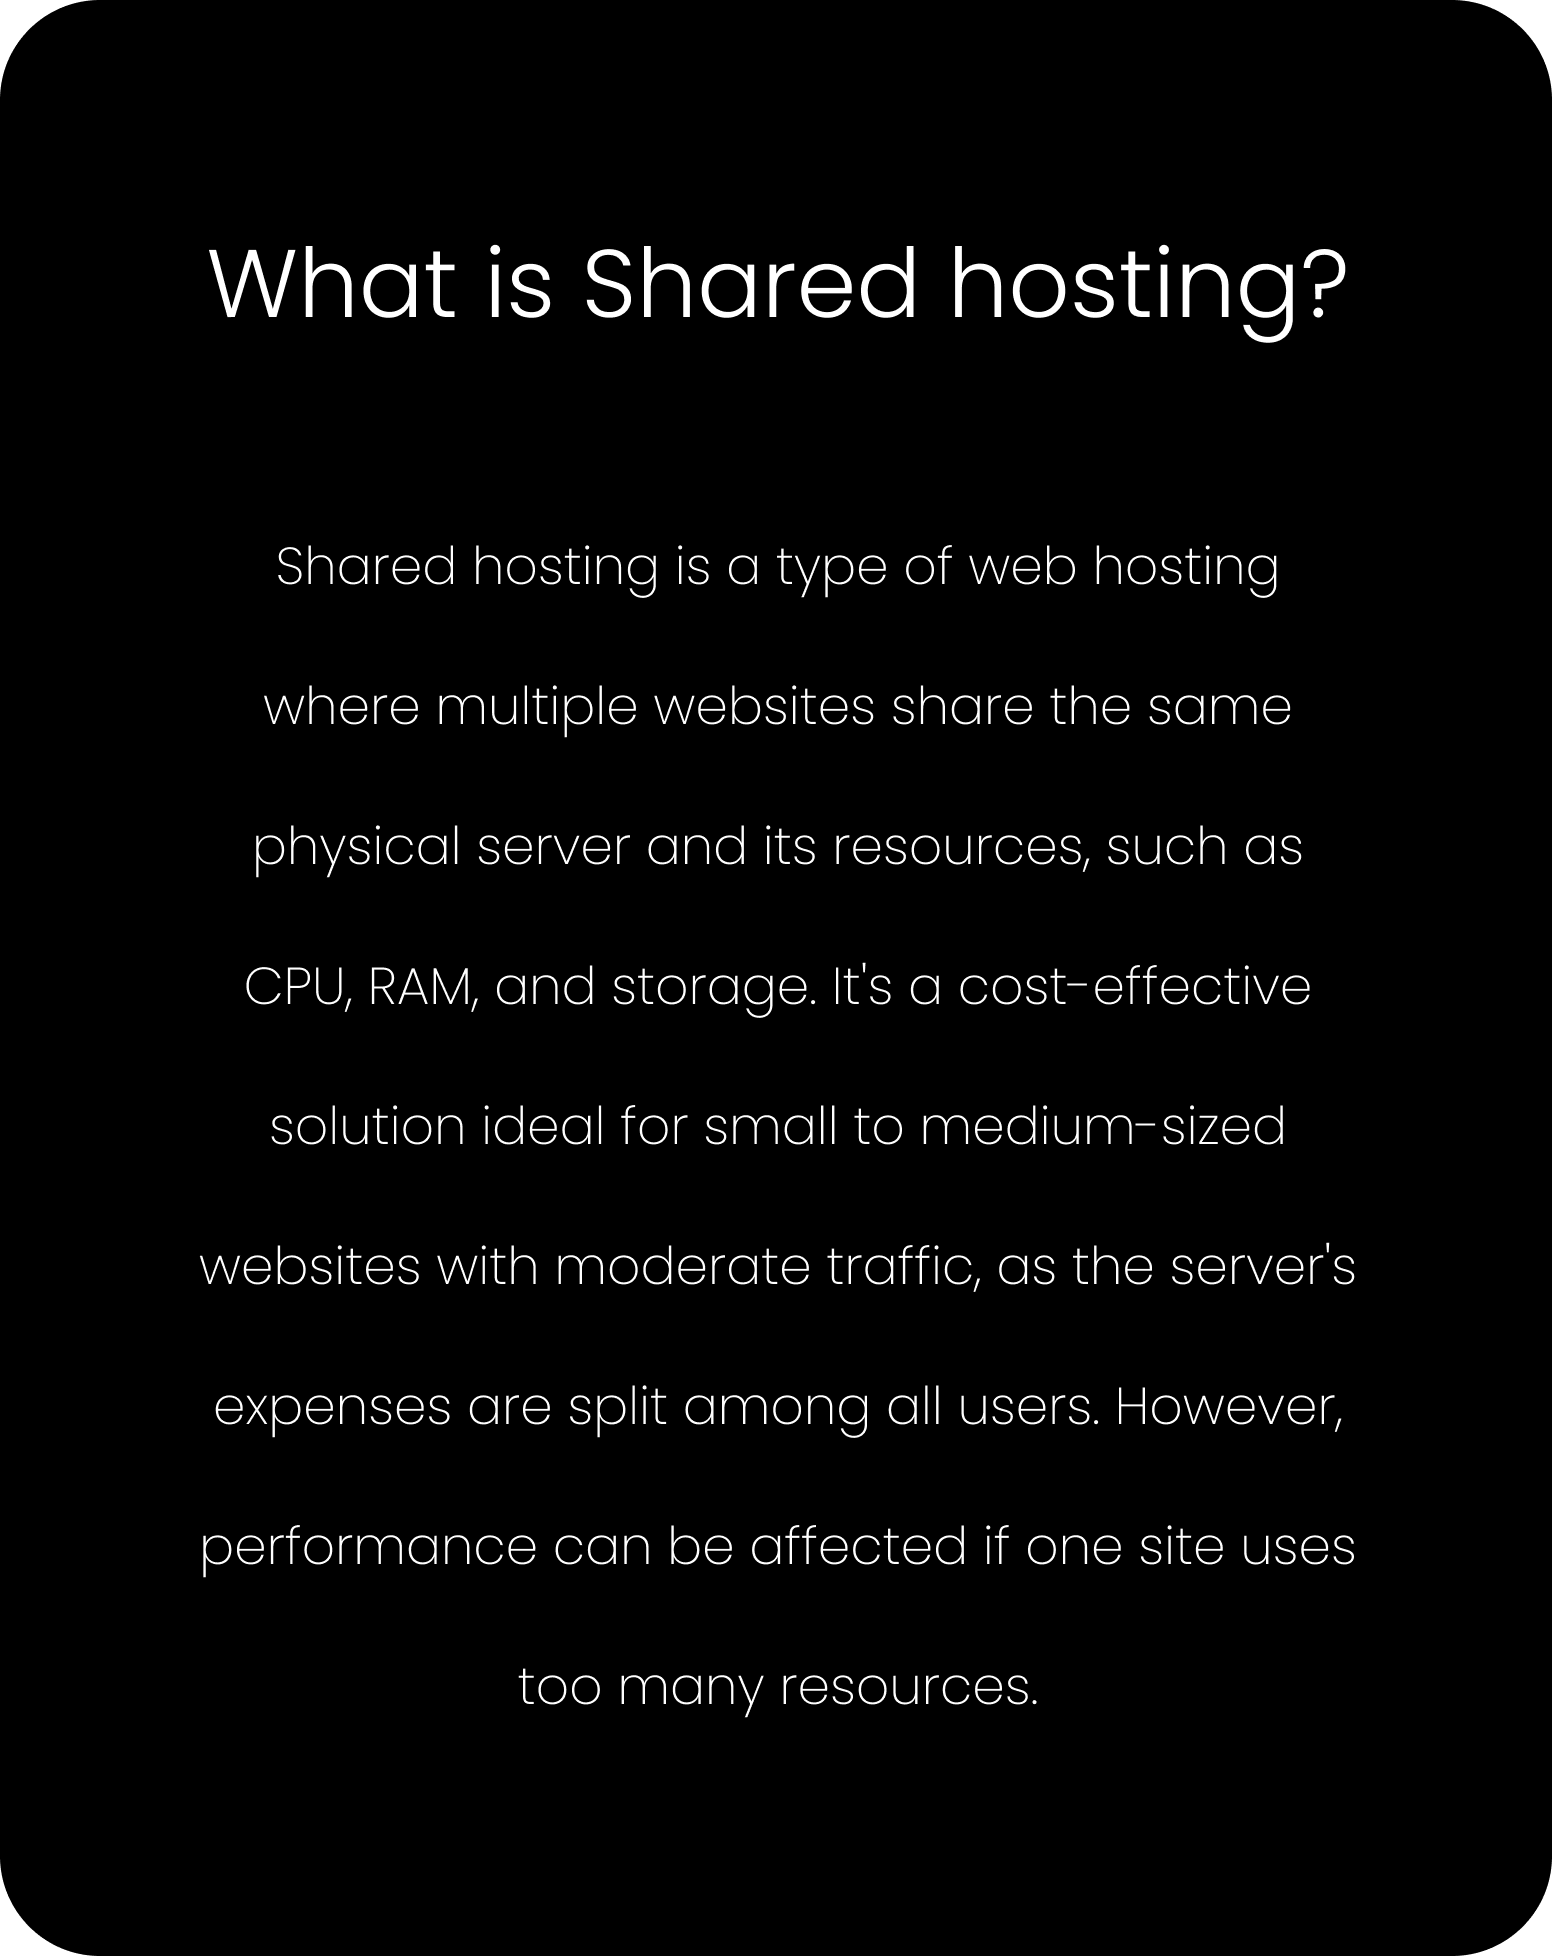 What is Shared hosting?
Shared hosting is a type of web hosting
where multiple websites share the same
physical server and its resources, such as
CPU, RAM, and storage. It's a cost-effective
solution ideal for small to medium-sized
websites with moderate traffic, as the server's
expenses are split among all users. However,
performance can be affected if one site uses
too many resources.